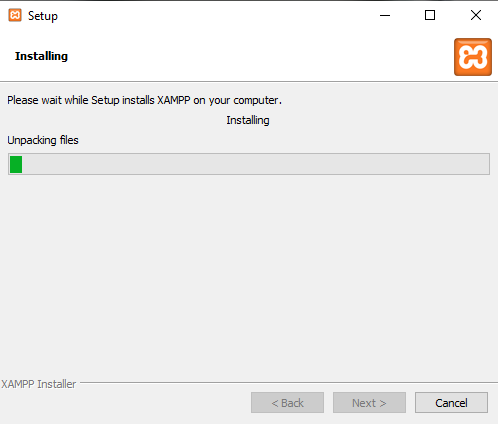 Setup
Installing
Please wait while Setup installs XAMPP on your computer.
Installing
Unpacking files
XAMPP Installer
< Back
Next >
Cancel